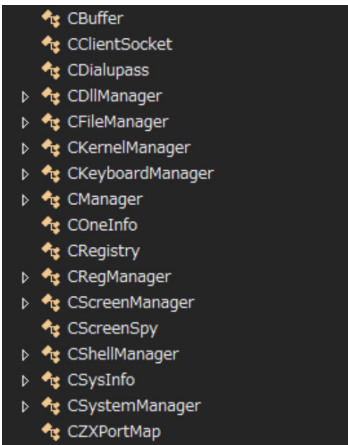 CBuffer
CClientSocket
CDialupass
CDllManager
CFileManager
CKernelManager
CKeyboardManager
CManager
COneInfo
CRegistry
CRegManager
CScreenManager
CScreenSpy
CShellManager
CSysInfo
CSystemManager
CZXPortMap